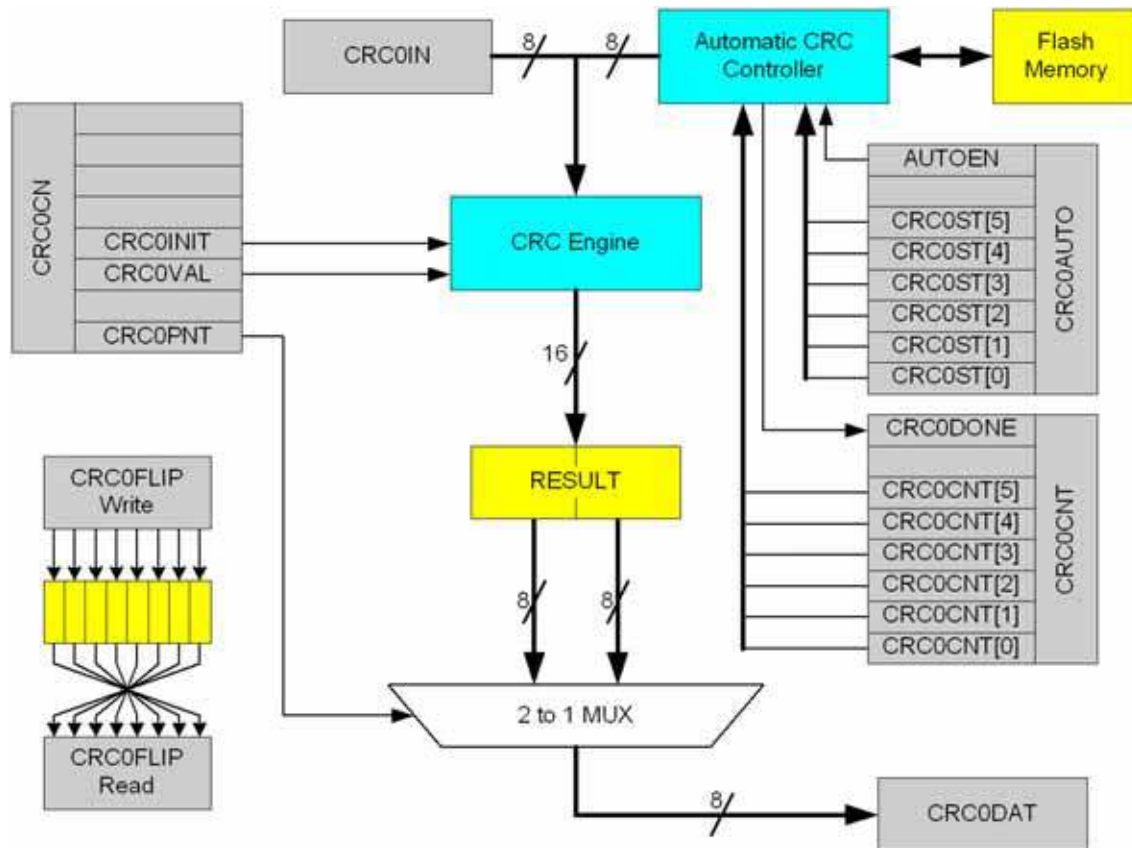 CRC0IN
8
8
Automatic CRC
Controller
Flash
Memory
CRC0CN
CRC0INIT
CRC0VAL
CRC0PNT
CRC Engine
AUTOEN
CRC0ST[5]
CRC0ST[4]
CRC0ST[3]
CRC0ST[2]
CRC0ST[1]
CRC0ST[0]
CRC0AUTO
16
RESULT
CRC0DONE
CRC0CNT[5]
CRC0CNT[4]
CRC0CNT[3]
CRC0CNT[2]
CRC0CNT[1]
CRC0CNT[0]
CRC0CNT
CRC0FLIP
Write
8
8
2 to 1 MUX
CRC0FLIP
Read
8
CRC0DAT